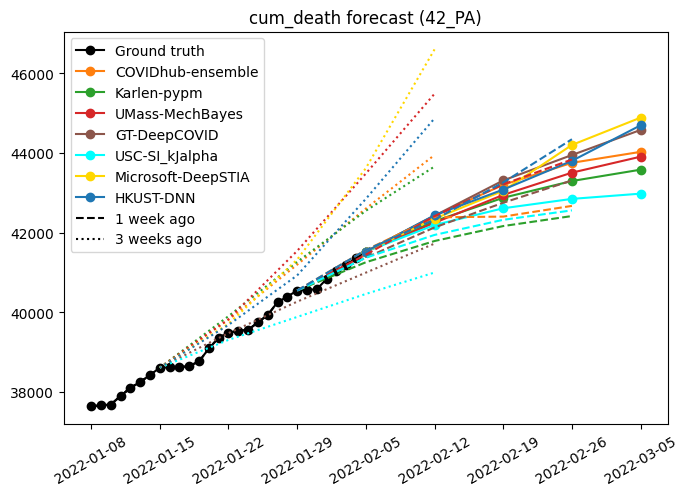 cum_death forecast (42_PA)
46000
44000
42000
40000
38000
Ground truth
COVIDhub-ensemble
Karlen-pypm
UMass-MechBayes
GT-DeepCOVID
USC-SI_kJalpha
Microsoft-DeepSTIA
HKUST-DNN
1 week ago
3 weeks ago
2022-01-08
2022-01-15
2022-01-22
2022-01-29
2022-02-05
2022-02-12
2022-02-19
2022-02-26
2022-03-05